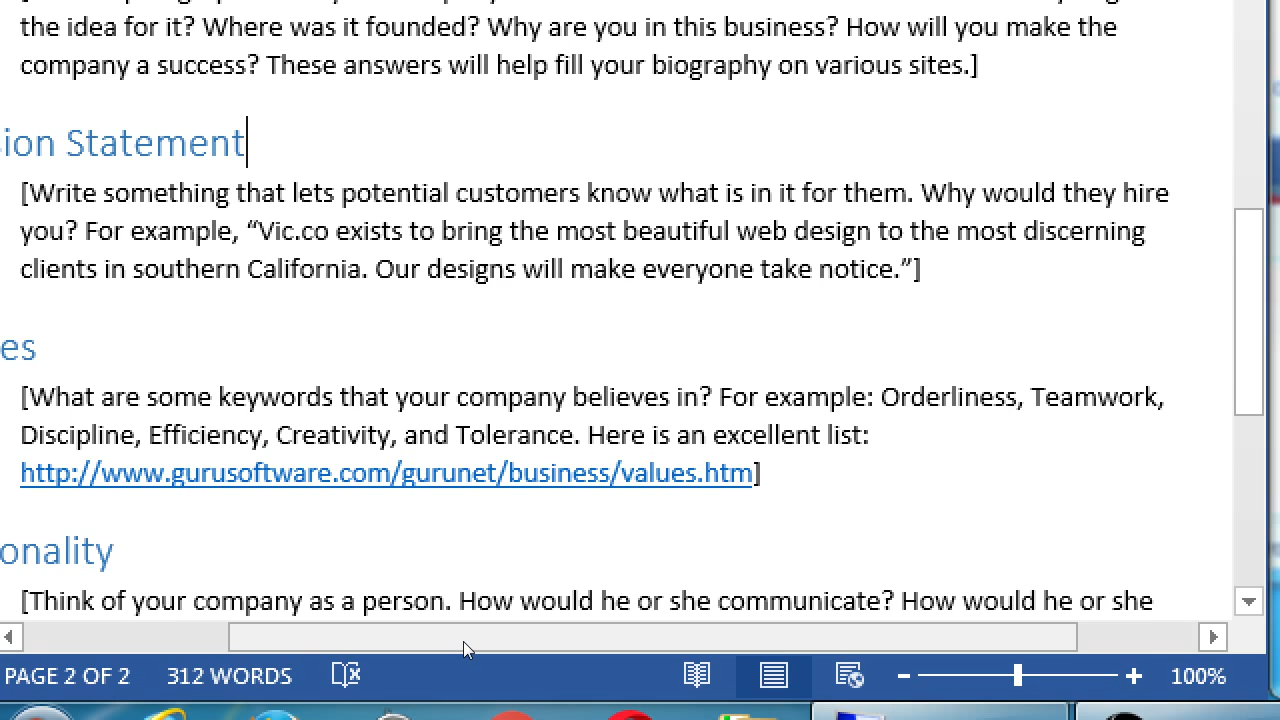 the idea for it? Where was it founded? Why are you in this business? How will you make the
company a success? These answers will help fill your biography on various sites.]
sion Statement
[Write something that lets potential customers know what is in it for them. Why would they hire
you? For example, “Vic.co exists to bring the most beautiful web design to the most discerning
clients in southern California. Our designs will make everyone take notice.”]
es
[What are some keywords that your company believes in? For example: Orderliness, Teamwork,
Discipline, Efficiency, Creativity, and Tolerance. Here is an excellent list:
http://www.gurusoftware.com/gurunet/business/values.htm]
onality
[Think of your company as a person. How would he or she communicate? How would he or she
PAGE 2 OF 2 312 WORDS 100%